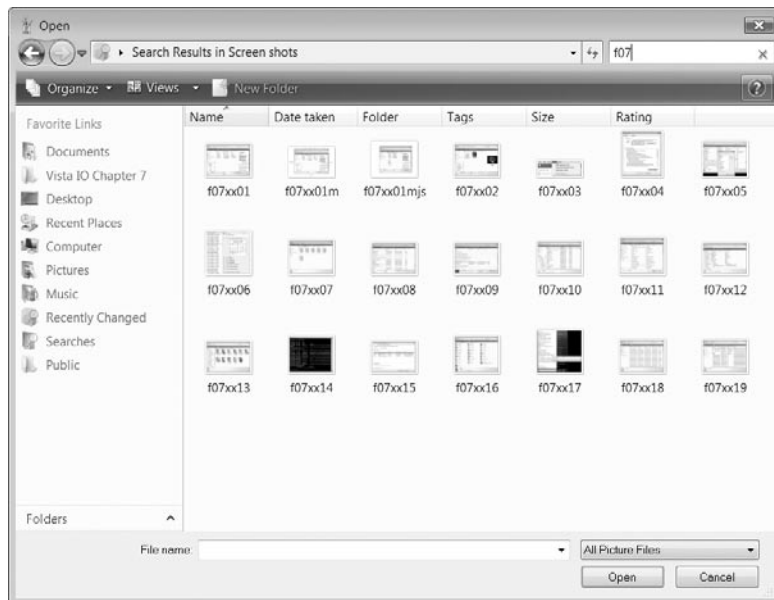 Open
Search Results in Screen shots
f07
Organize Views New Folder
Favorite Links
Documents
Vista IO Chapter 7
Desktop
Recent Places
Computer
Pictures
Music
Recently Changed
Searches
Public
Folders
Name Date taken Folder Tags Size Rating
f07xx01 f07xx01m f07xx01mjs f07xx02 f07xx03 f07xx04 f07xx05
f07xx06 f07xx07 f07xx08 f07xx09 f07xx10 f07xx11 f07xx12
f07xx13 f07xx14 f07xx15 f07xx16 f07xx17 f07xx18 f07xx19
File name: All Picture Files
Open Cancel